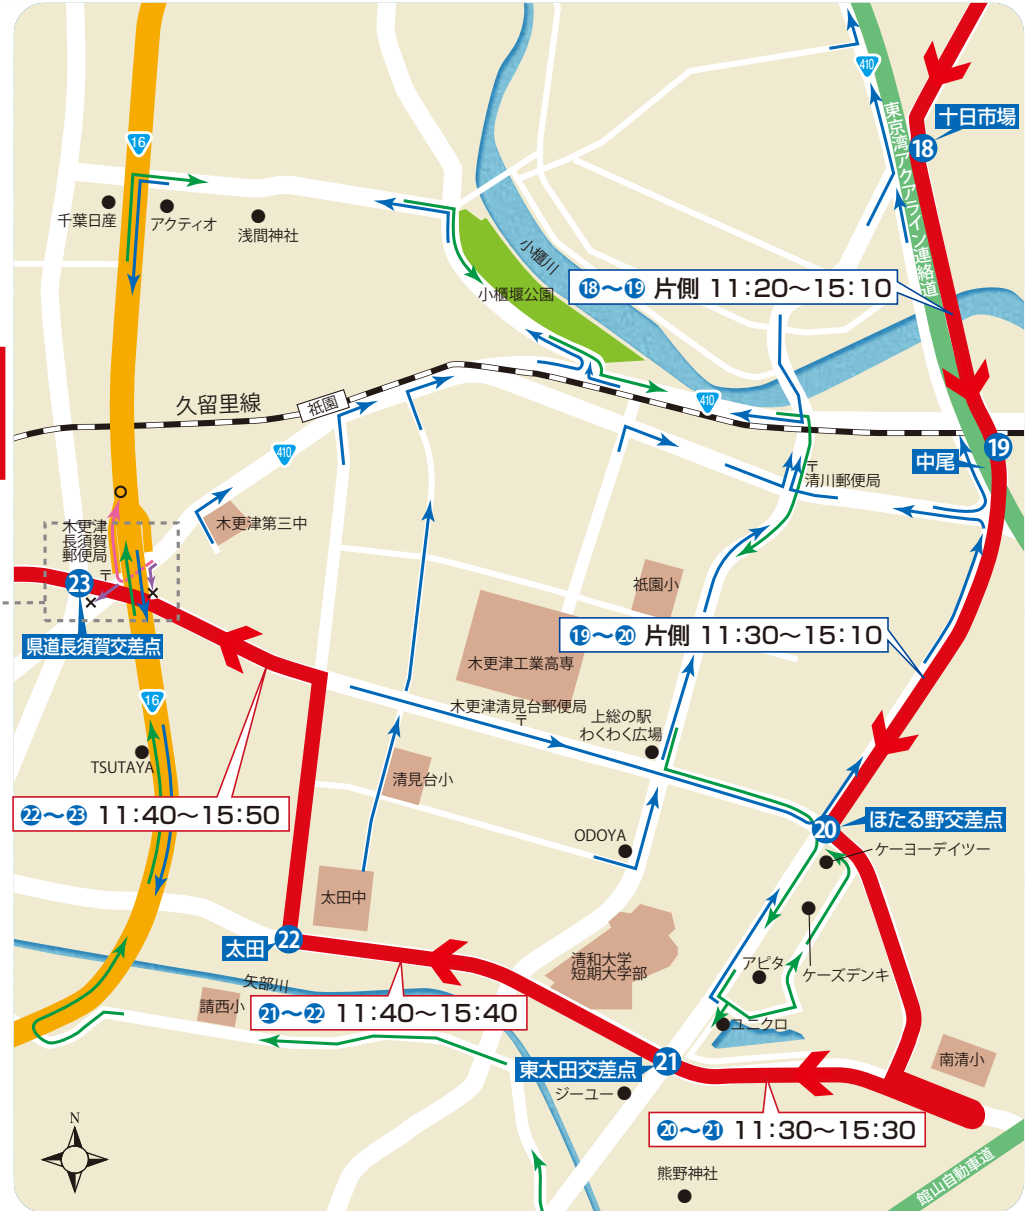 410
東京湾アクアライン連絡道
十日市場
18
16
千葉日産
アクティオ
浅間神社
小櫃川
小櫃堰公園
18〜19 片側 11:20〜15:10
久留里線
祇園
410
410
19
中尾
〒
清川郵便局
木更津第三中
木更津
長須賀
郵便局
〒
23
県道長須賀交差点
祇園小
19〜20 片側 11:30〜15:10
木更津工業高専
木更津清見台郵便局
〒
上総の駅
わくわく広場
16
TSUTAYA
清見台小
22〜23 11:40〜15:50
ODOYA
20
ほたる野交差点
ケーヨーデイツー
太田中
太田
22
清和大学
短期大学部
アピタ
ケーズデンキ
矢部川
請西小
21〜22 11:40〜15:40
ユニクロ
東太田交差点
21
南清小
ジーユー
20〜21 11:30〜15:30
N
熊野神社
館山自動車道